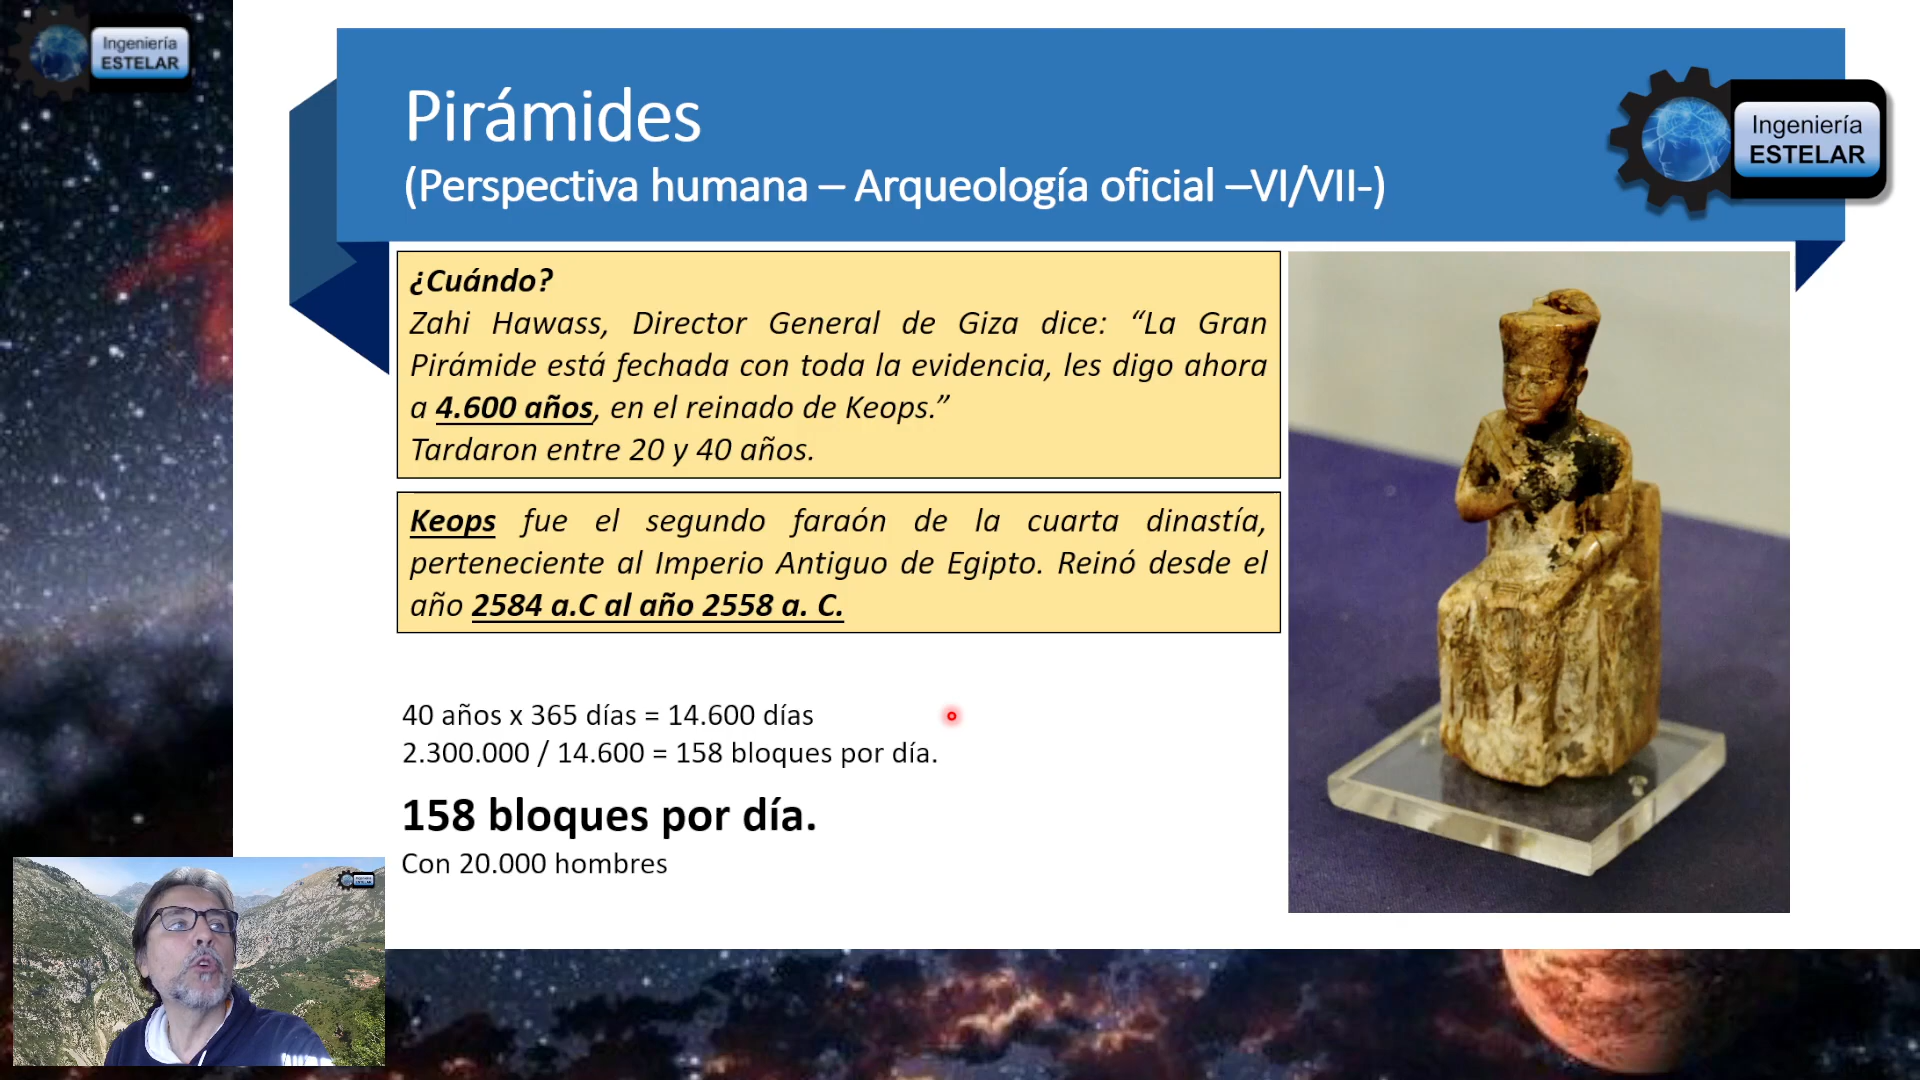 Ingeniería
ESTELAR
Pirámides
(Perspectiva humana – Arqueología oficial –VI/VII-)
Ingeniería
ESTELAR
¿Cuándo?
Zahi Hawass, Director General de Giza dice: “La Gran
Pirámide está fechada con toda la evidencia, les digo ahora
a 4.600 años, en el reinado de Keops.”
Tardaron entre 20 y 40 años.
Keops fue el segundo faraón de la cuarta dinastía,
perteneciente al Imperio Antiguo de Egipto. Reinó desde el
año 2584 a.C al año 2558 a. C.
40 años x 365 días = 14.600 días
2.300.000 / 14.600 = 158 bloques por día.
158 bloques por día.
Con 20.000 hombres